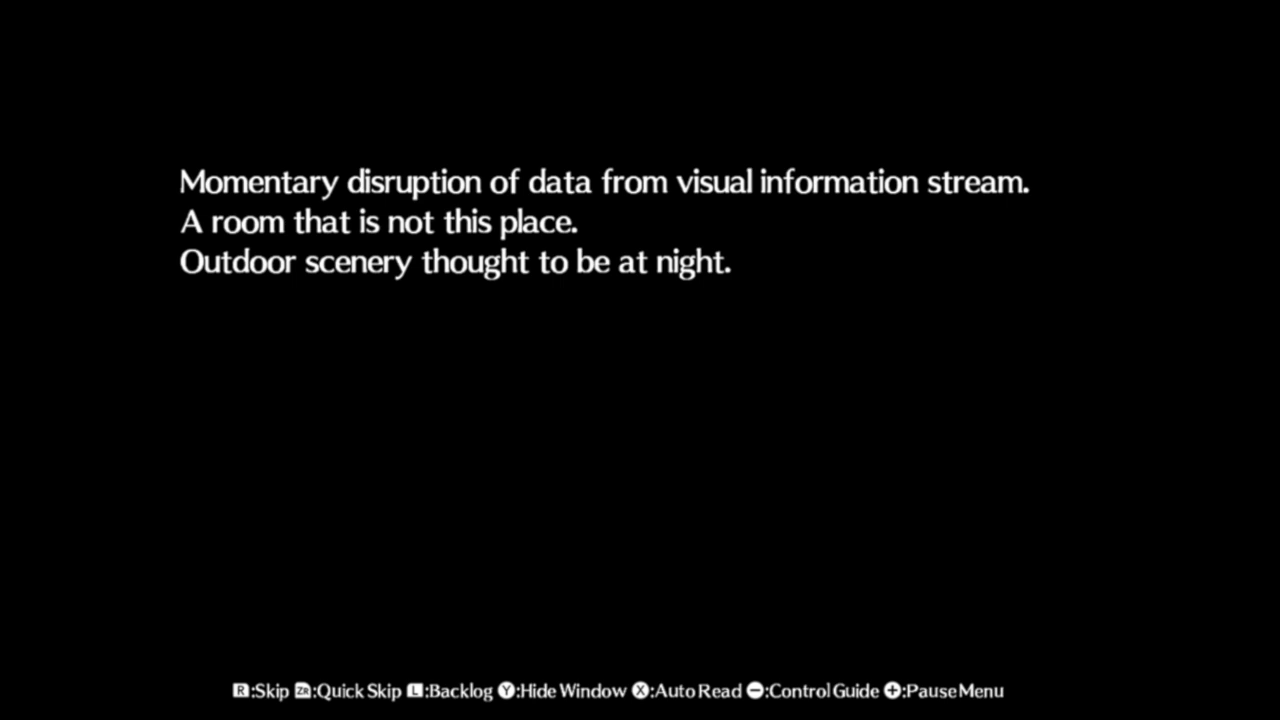 Momentary disruption of data from visual information stream.
A room that is not this place.
Outdoor scenery thought to be at night.
R:Skip ZR:Quick Skip L:Backlog Y:Hide Window X:Auto Read −:Control Guide +:Pause Menu